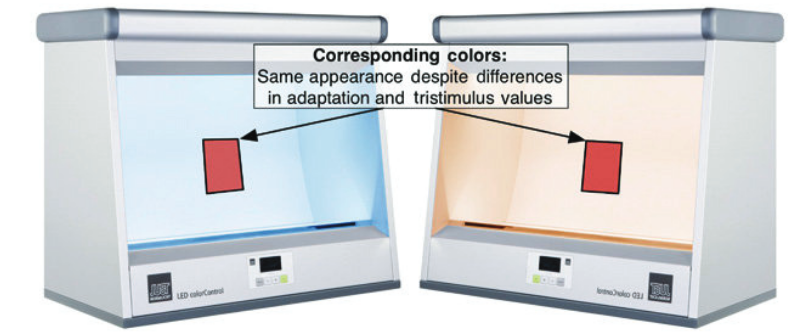 Corresponding colors:
Same appearance despite differences
in adaptation and tristimulus values
LED colorControl
LED colorControl